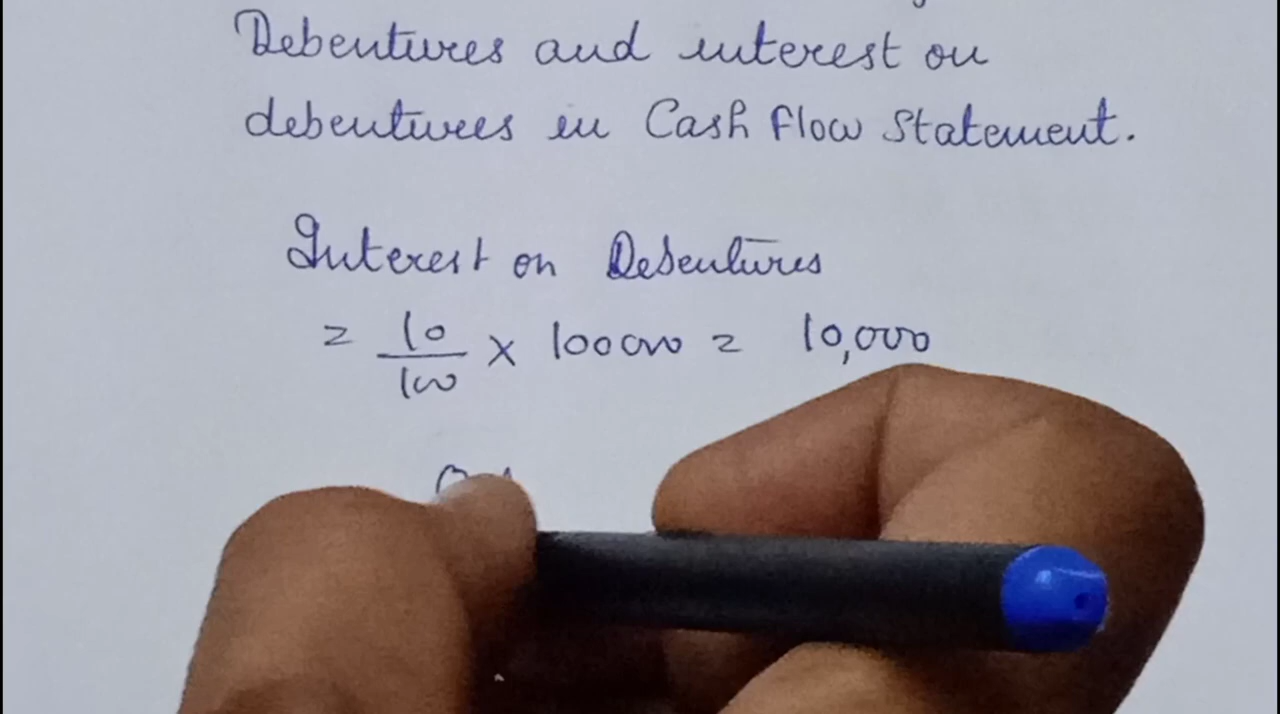 Debentures and interest on
debentures in Cash Flow Statement.
Interest on Debentures
= 10/100 × 100000 = 10,000